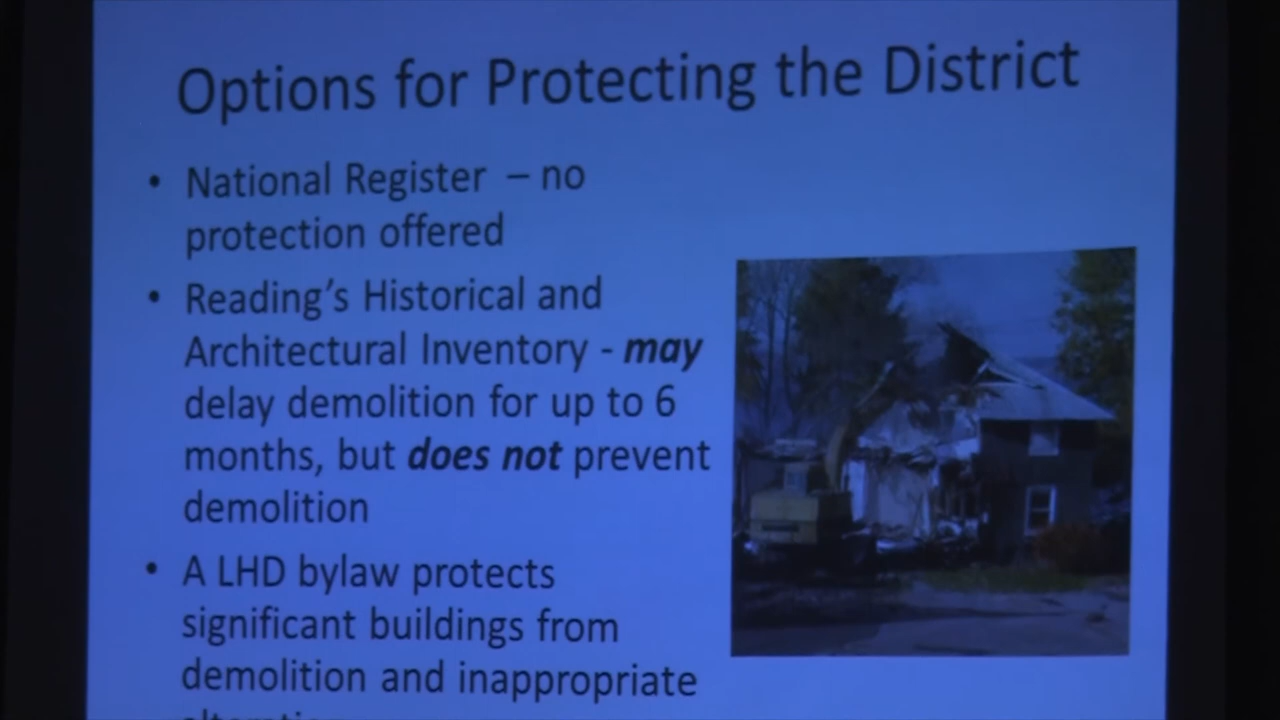 Options for Protecting the District
• National Register – no
protection offered
• Reading's Historical and
Architectural Inventory - may
delay demolition for up to 6
months, but does not prevent
demolition
• A LHD bylaw protects
significant buildings from
demolition and inappropriate